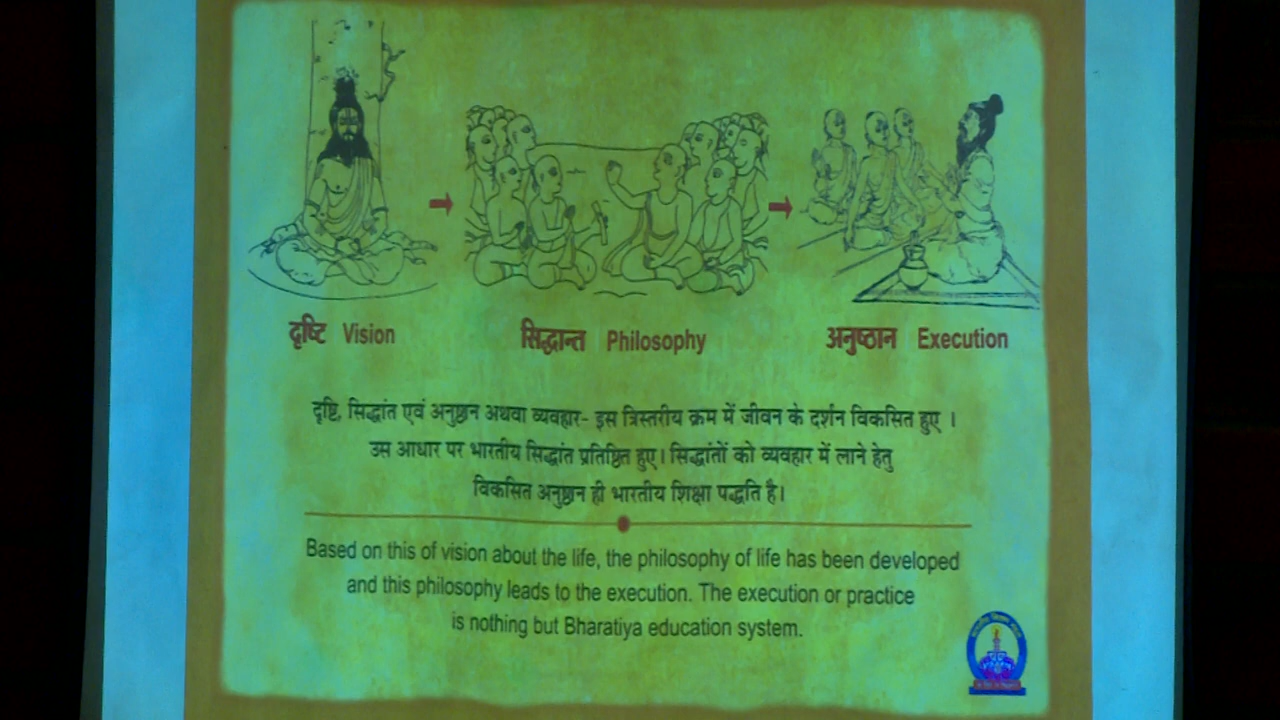 दृष्टि Vision
सिद्धान्त Philosophy
अनुष्ठान Execution
दृष्टि, सिद्धांत एवं अनुष्ठान अथवा व्यवहार- इस त्रिस्तरीय क्रम में जीवन के दर्शन विकसित हुए ।
उस आधार पर भारतीय सिद्धांत प्रतिष्ठित हुए। सिद्धांतों को व्यवहार में लाने हेतु
विकसित अनुष्ठान ही भारतीय शिक्षा पद्धति है।
Based on this of vision about the life, the philosophy of life has been developed
and this philosophy leads to the execution. The execution or practice
is nothing but Bharatiya education system.